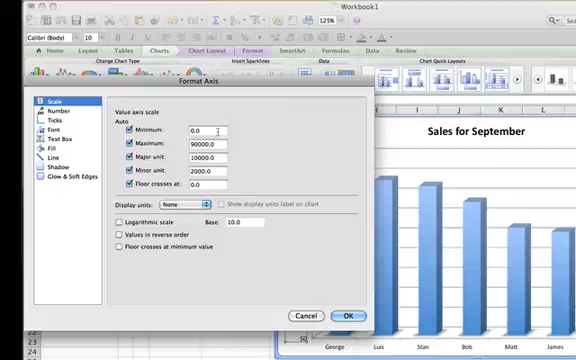 Workbook1
125%
Calibri (Body)
10
Home
Layout
Tables
Charts
Chart Layout
Format
SmartArt
Formulas
Data
Review
Change Chart Type
Insert Sparklines
Data
Chart Quick Layouts
Format Axis
Scale
Number
Ticks
Font
Text Box
Fill
Line
Shadow
Glow & Soft Edges
Value axis scale
Auto
Minimum: 0.0
Maximum: 90000.0
Major unit: 10000.0
Minor unit: 2000.0
Floor crosses at: 0.0
Display units: None
Show display units label on chart
Logarithmic scale
Base: 10.0
Values in reverse order
Floor crosses at minimum value
Cancel
OK
H
I
J
K
Sales for September
George
Luis
Stan
Bob
Matt
James
23
24